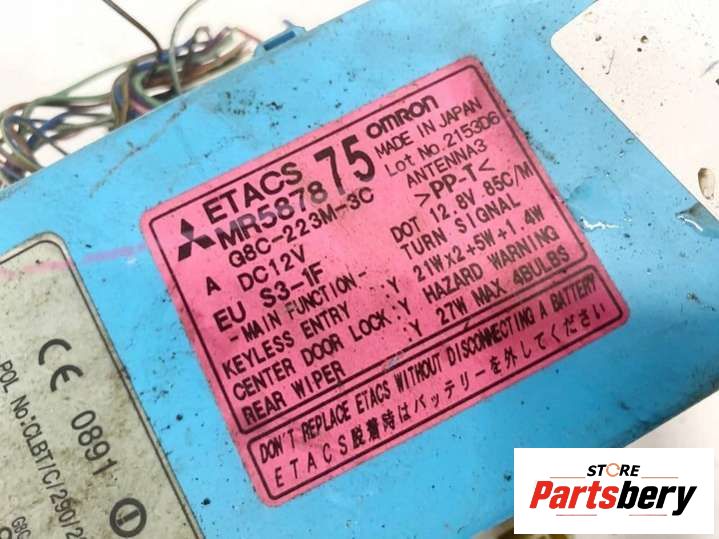 ETACS
MR587875
omron
G8C-223M-3C
MADE IN JAPAN
A DC12V
Lot No. 2153D6
EU S3-1F
ANTENNA3
>PP-T<
-MAIN FUNCTION-
DOT 12.8V 85C/M
KEYLESS ENTRY :Y
TURN SIGNAL
21W×2+5W+1.4W
CENTER DOOR LOCK :Y
HAZARD WARNING
REAR WIPER :Y
27W MAX 4BULBS
DON'T REPLACE ETACS WITHOUT DISCONNECTING A BATTERY
ETACS脱着時はバッテリーを外してください
CE 0891
POL No:CLBT/C/290/2
G8C
STORE
Partsbery